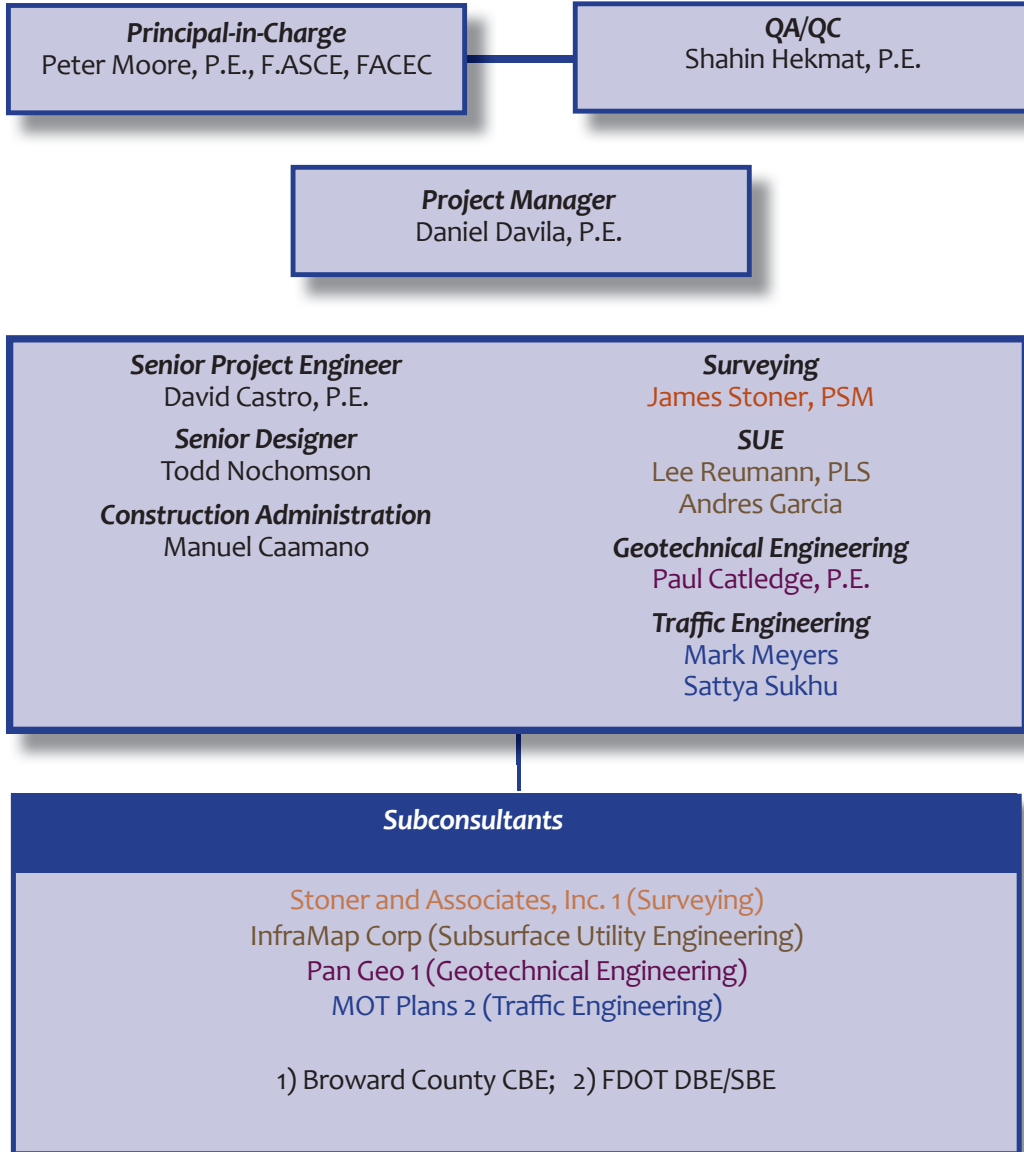 Principal-in-Charge
Peter Moore, P.E., F.ASCE, FACEC
QA/QC
Shahin Hekmat, P.E.
Project Manager
Daniel Davila, P.E.
Senior Project Engineer
David Castro, P.E.
Senior Designer
Todd Nochomson
Construction Administration
Manuel Caamano
Surveying
James Stoner, PSM
SUE
Lee Reumann, PLS
Andres Garcia
Geotechnical Engineering
Paul Catledge, P.E.
Traffic Engineering
Mark Meyers
Sattya Sukhu
Subconsultants
Stoner and Associates, Inc. 1 (Surveying)
InfraMap Corp (Subsurface Utility Engineering)
Pan Geo 1 (Geotechnical Engineering)
MOT Plans 2 (Traffic Engineering)
1) Broward County CBE; 2) FDOT DBE/SBE